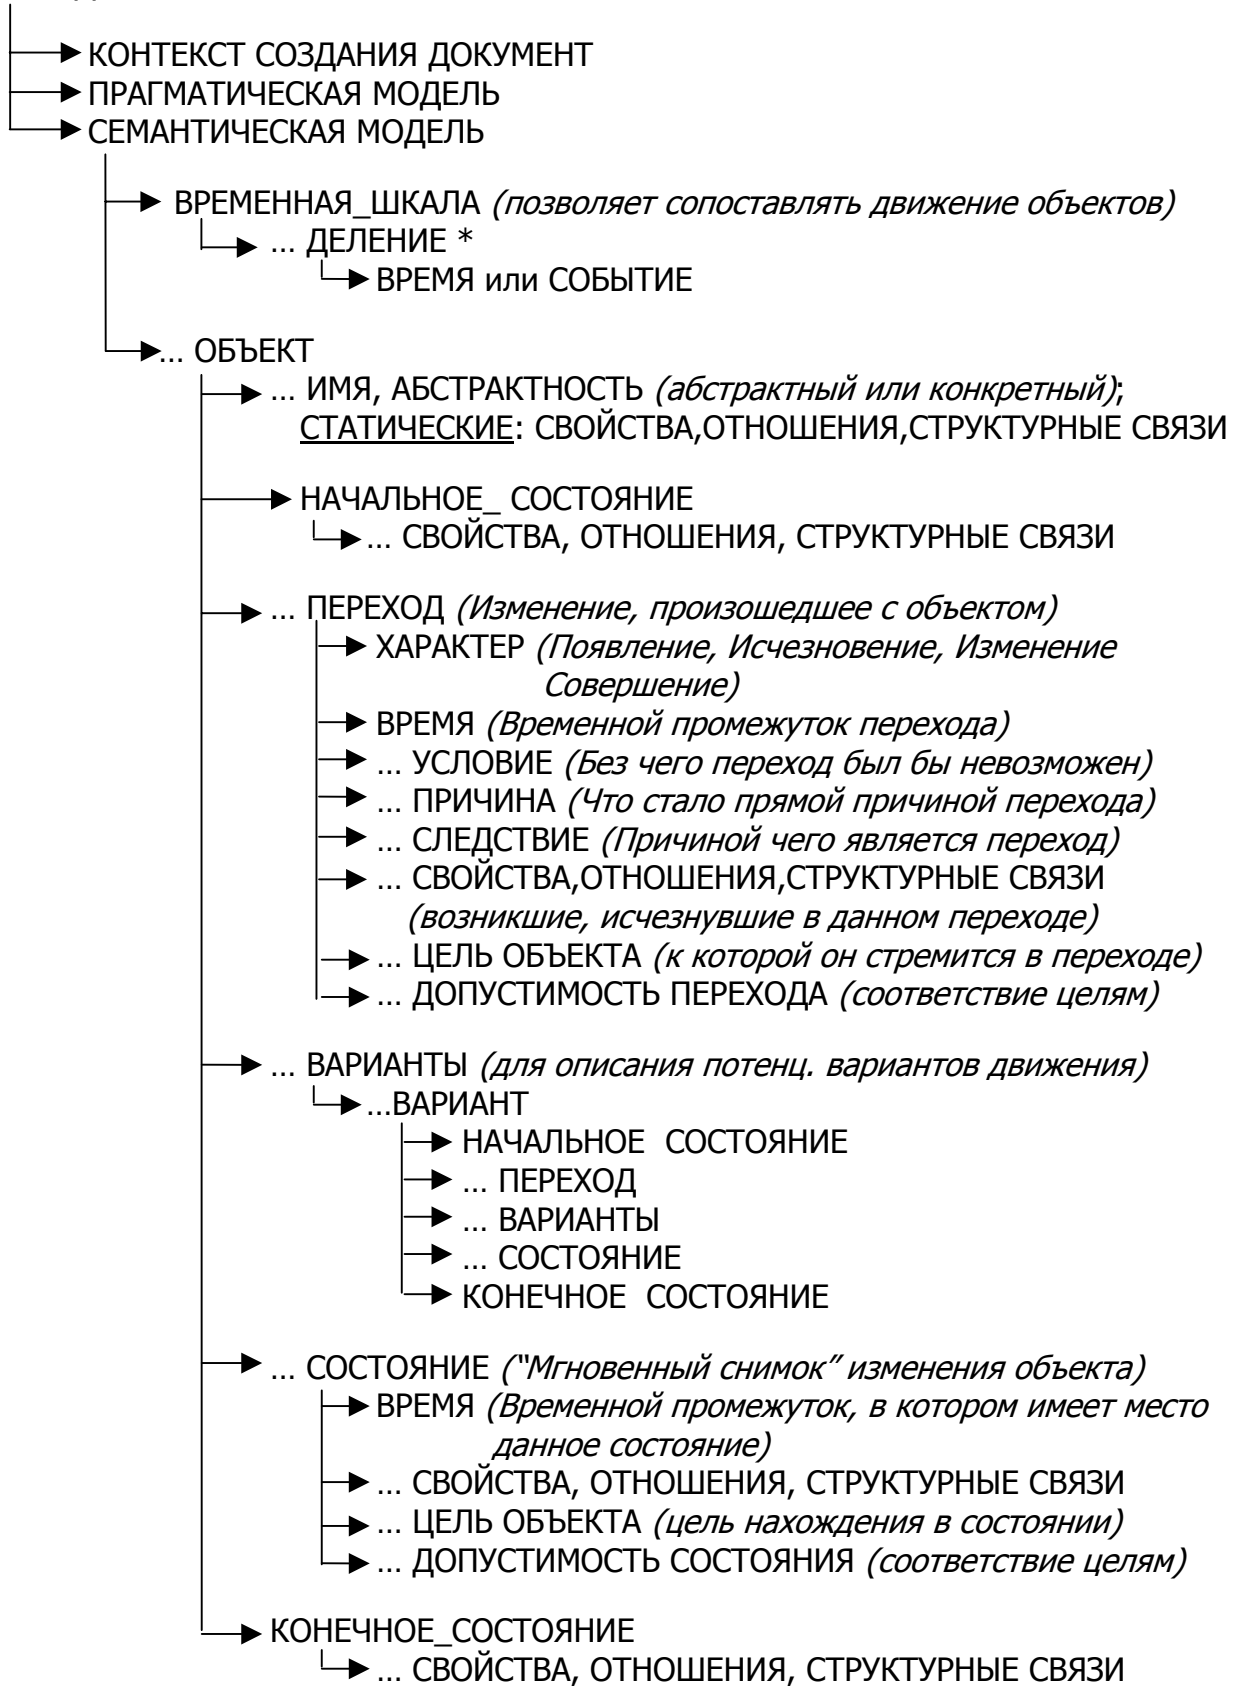 КОНТЕКСТ СОЗДАНИЯ ДОКУМЕНТ
ПРАГМАТИЧЕСКАЯ МОДЕЛЬ
СЕМАНТИЧЕСКАЯ МОДЕЛЬ
ВРЕМЕННАЯ_ШКАЛА (позволяет сопоставлять движение объектов)
... ДЕЛЕНИЕ *
ВРЕМЯ или СОБЫТИЕ
... ОБЪЕКТ
... ИМЯ, АБСТРАКТНОСТЬ (абстрактный или конкретный);
СТАТИЧЕСКИЕ: СВОЙСТВА,ОТНОШЕНИЯ,СТРУКТУРНЫЕ СВЯЗИ
НАЧАЛЬНОЕ_ СОСТОЯНИЕ
... СВОЙСТВА, ОТНОШЕНИЯ, СТРУКТУРНЫЕ СВЯЗИ
... ПЕРЕХОД (Изменение, произошедшее с объектом)
ХАРАКТЕР (Появление, Исчезновение, Изменение
Совершение)
ВРЕМЯ (Временной промежуток перехода)
... УСЛОВИЕ (Без чего переход был бы невозможен)
... ПРИЧИНА (Что стало прямой причиной перехода)
... СЛЕДСТВИЕ (Причиной чего является переход)
... СВОЙСТВА,ОТНОШЕНИЯ,СТРУКТУРНЫЕ СВЯЗИ
(возникшие, исчезнувшие в данном переходе)
... ЦЕЛЬ ОБЪЕКТА (к которой он стремится в переходе)
... ДОПУСТИМОСТЬ ПЕРЕХОДА (соответствие целям)
... ВАРИАНТЫ (для описания потенц. вариантов движения)
...ВАРИАНТ
НАЧАЛЬНОЕ СОСТОЯНИЕ
... ПЕРЕХОД
... ВАРИАНТЫ
... СОСТОЯНИЕ
КОНЕЧНОЕ СОСТОЯНИЕ
... СОСТОЯНИЕ (“Мгновенный снимок” изменения объекта)
ВРЕМЯ (Временной промежуток, в котором имеет место
данное состояние)
... СВОЙСТВА, ОТНОШЕНИЯ, СТРУКТУРНЫЕ СВЯЗИ
... ЦЕЛЬ ОБЪЕКТА (цель нахождения в состоянии)
... ДОПУСТИМОСТЬ СОСТОЯНИЯ (соответствие целям)
КОНЕЧНОЕ_СОСТОЯНИЕ
... СВОЙСТВА, ОТНОШЕНИЯ, СТРУКТУРНЫЕ СВЯЗИ